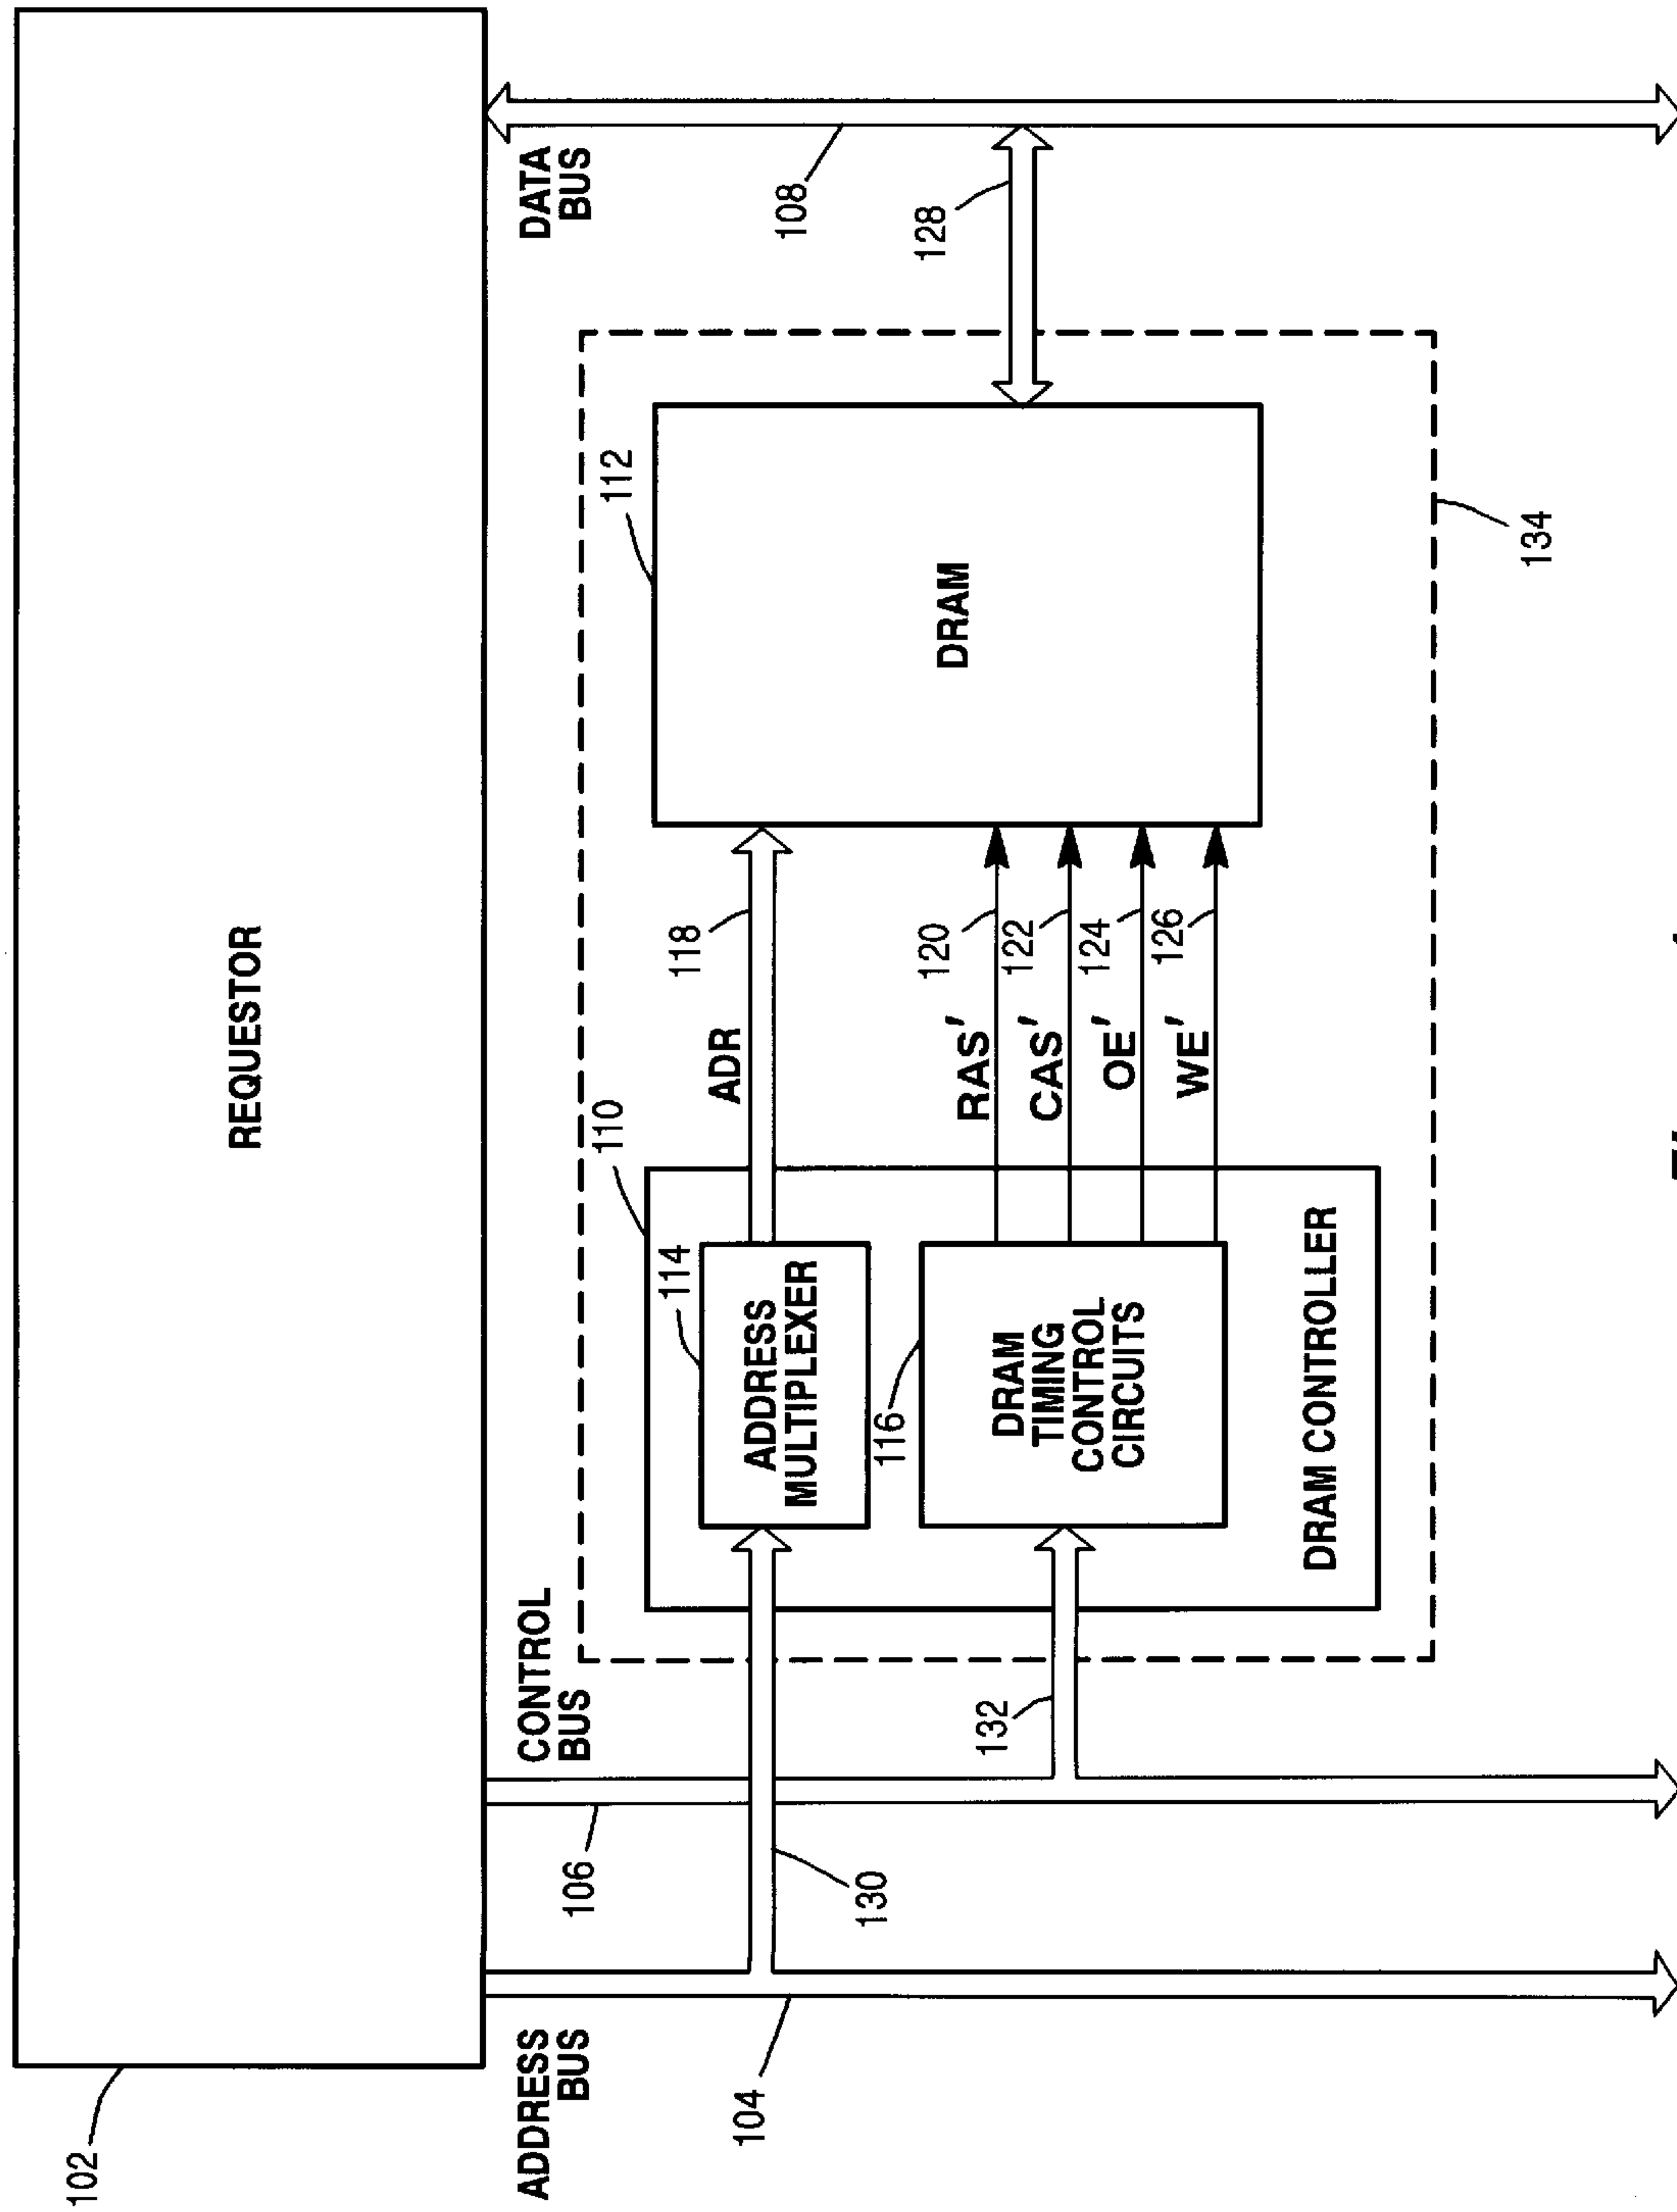 102
REQUESTOR
ADDRESS
BUS
CONTROL
BUS
DATA
BUS
104
106
108
110
112
114
ADDRESS
MULTIPLEXER
130
ADR
118
116
DRAM
TIMING
CONTROL
CIRCUITS
132
RAS'
120
CAS'
122
OE'
124
WE'
126
DRAM
128
DRAM CONTROLLER
134